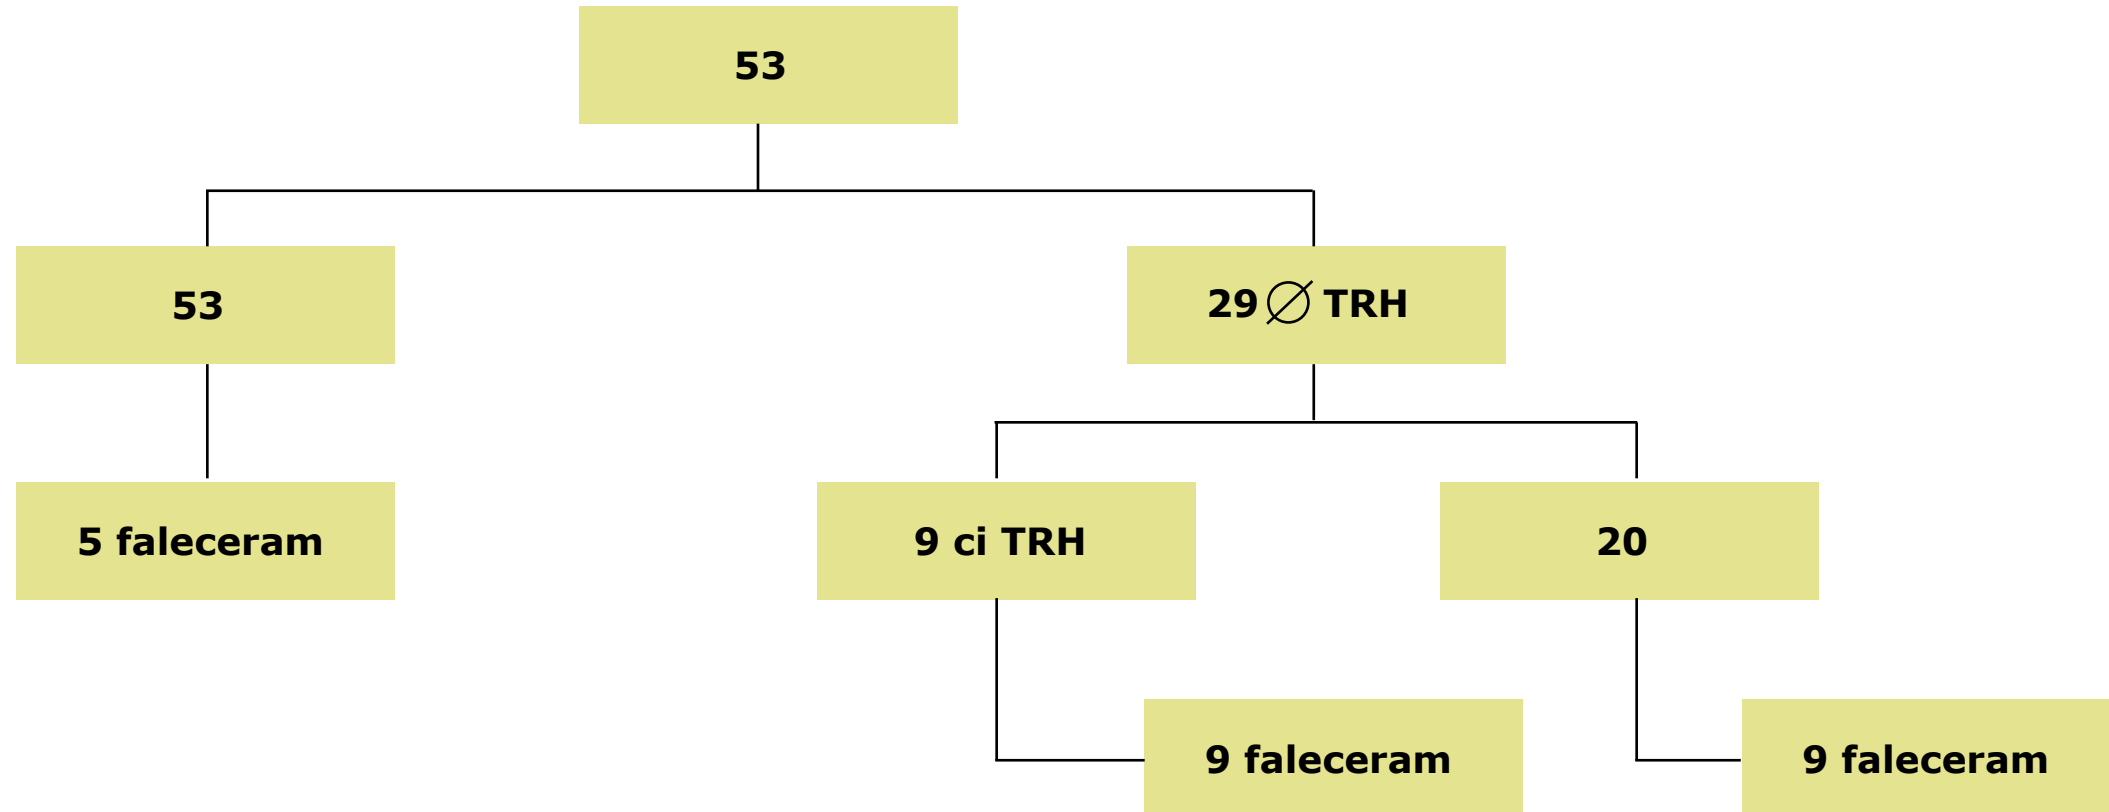 53
53
29 ∅ TRH
5 faleceram
9 ci TRH
20
9 faleceram
9 faleceram